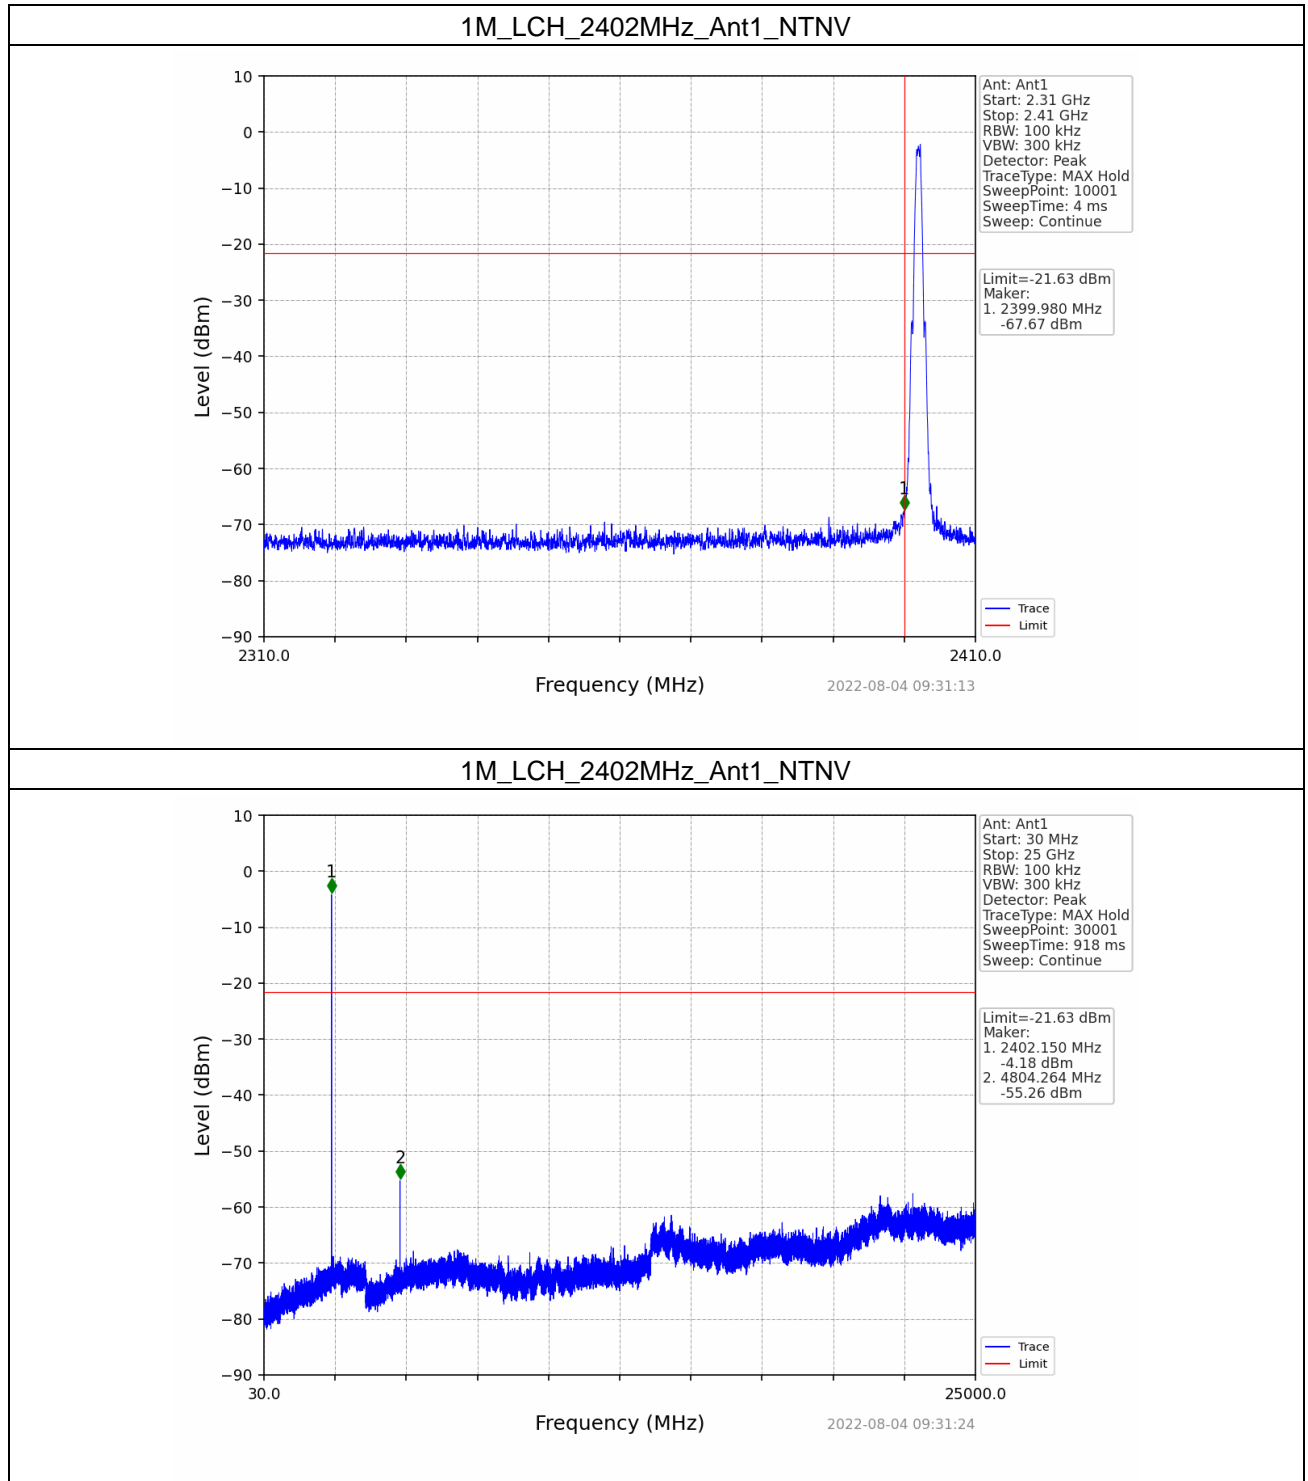 1M_LCH_2402MHz_Ant1_NTNV
10
0
−10
−20
−30
−40
−50
−60
−70
−80
−90
Level (dBm)
1
2310.0
2410.0
Frequency (MHz)
2022-08-04 09:31:13
Ant: Ant1
Start: 2.31 GHz
Stop: 2.41 GHz
RBW: 100 kHz
VBW: 300 kHz
Detector: Peak
TraceType: MAX Hold
SweepPoint: 10001
SweepTime: 4 ms
Sweep: Continue
Limit=-21.63 dBm
Maker:
1. 2399.980 MHz
-67.67 dBm
Trace
Limit
1M_LCH_2402MHz_Ant1_NTNV
10
0
−10
−20
−30
−40
−50
−60
−70
−80
−90
Level (dBm)
1
2
30.0
25000.0
Frequency (MHz)
2022-08-04 09:31:24
Ant: Ant1
Start: 30 MHz
Stop: 25 GHz
RBW: 100 kHz
VBW: 300 kHz
Detector: Peak
TraceType: MAX Hold
SweepPoint: 30001
SweepTime: 918 ms
Sweep: Continue
Limit=-21.63 dBm
Maker:
1. 2402.150 MHz
-4.18 dBm
2. 4804.264 MHz
-55.26 dBm
Trace
Limit